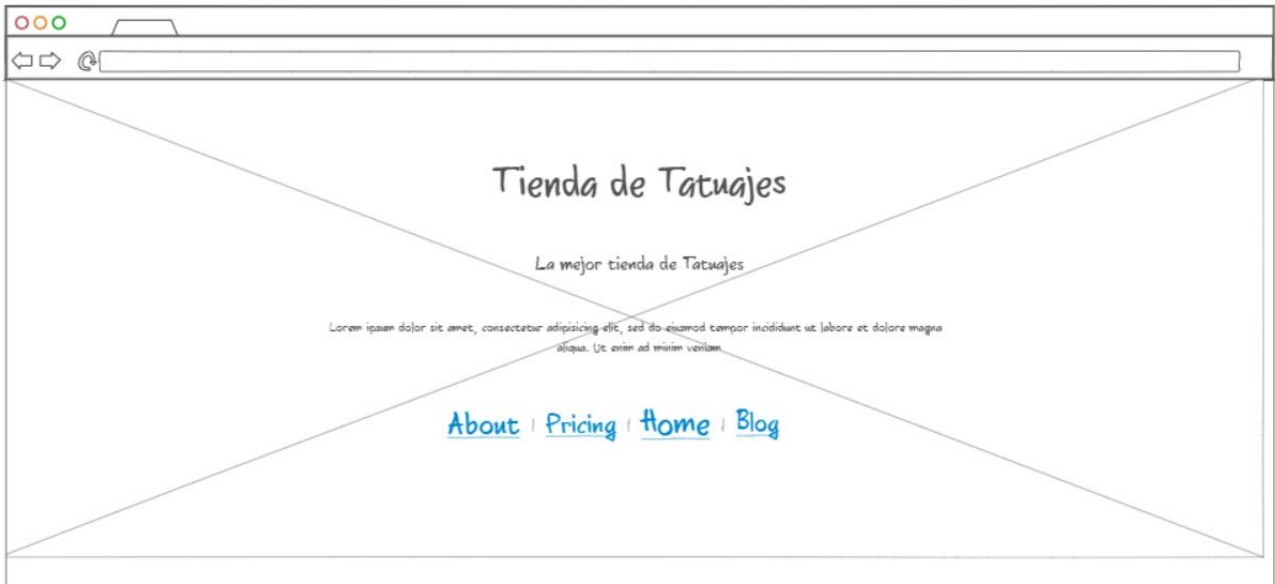 Tienda de Tatuajes
La mejor tienda de Tatuajes
Lorem ipsum dolor sit amet, consectetur adipisicing elit, sed do eiusmod tempor incididunt ut labore et dolore magna
aliqua. Ut enim ad minim veniam
About | Pricing | Home | Blog